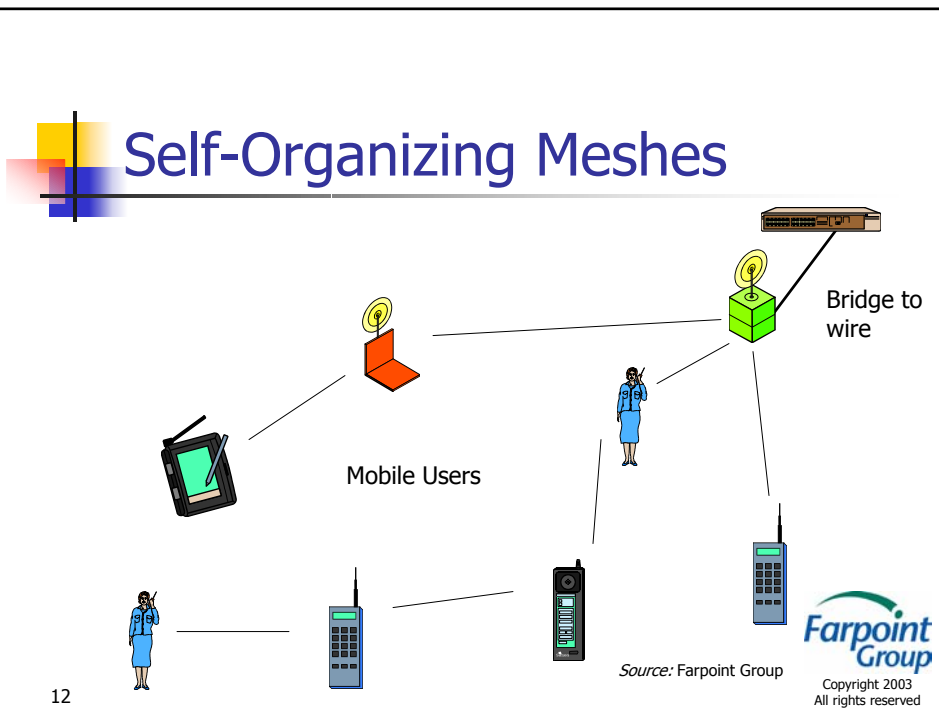 Self-Organizing Meshes
Bridge to
wire
Mobile Users
Source: Farpoint Group
Farpoint
Group
Copyright 2003
All rights reserved
12